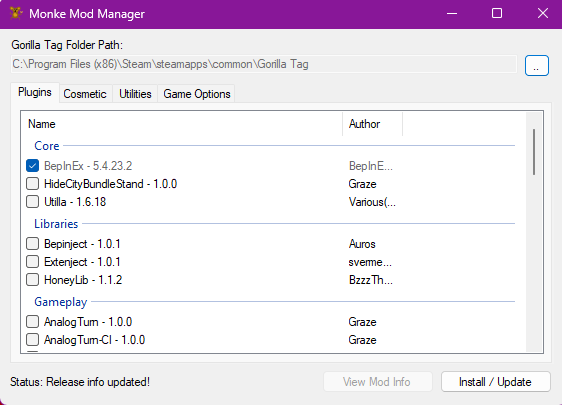 Monke Mod Manager
Gorilla Tag Folder Path:
C:\Program Files (x86)\Steam\steamapps\common\Gorilla Tag
..
Plugins Cosmetic Utilities Game Options
Name Author
Core
BepInEx - 5.4.23.2 BepInE...
HideCityBundleStand - 1.0.0 Graze
Utilla - 1.6.18 Various(...
Libraries
Bepinject - 1.0.1 Auros
Extenject - 1.0.1 sverme...
HoneyLib - 1.1.2 BzzzTh...
Gameplay
AnalogTurn - 1.0.0 Graze
AnalogTurn-CI - 1.0.0 Graze
Status: Release info updated!
View Mod Info
Install / Update